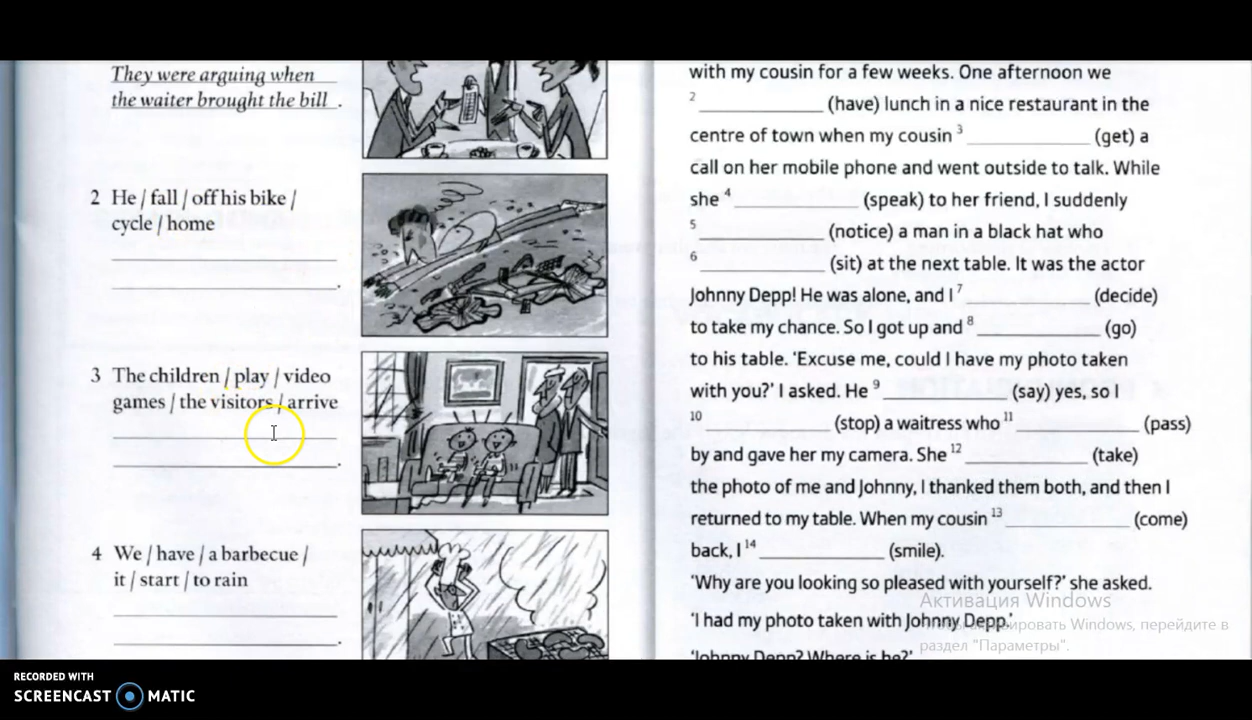 They were arguing when
the waiter brought the bill .
2 He / fall / off his bike /
cycle / home
.
3 The children / play / video
games / the visitors / arrive
.
4 We / have / a barbecue /
it / start / to rain
.
with my cousin for a few weeks. One afternoon we
2 ____________ (have) lunch in a nice restaurant in the
centre of town when my cousin 3 ____________ (get) a
call on her mobile phone and went outside to talk. While
she 4 ____________ (speak) to her friend, I suddenly
5 ____________ (notice) a man in a black hat who
6 ____________ (sit) at the next table. It was the actor
Johnny Depp! He was alone, and I 7 ____________ (decide)
to take my chance. So I got up and 8 ____________ (go)
to his table. 'Excuse me, could I have my photo taken
with you?' I asked. He 9 ____________ (say) yes, so I
10 ____________ (stop) a waitress who 11 ____________ (pass)
by and gave her my camera. She 12 ____________ (take)
the photo of me and Johnny, I thanked them both, and then I
returned to my table. When my cousin 13 ____________ (come)
back, I 14 ____________ (smile).
'Why are you looking so pleased with yourself?' she asked.
'I had my photo taken with Johnny Depp.'
'Johnny Depp? Where is he?'
Активация Windows
активировать Windows, перейдите в
раздел "Параметры".
RECORDED WITH
SCREENCAST MATIC